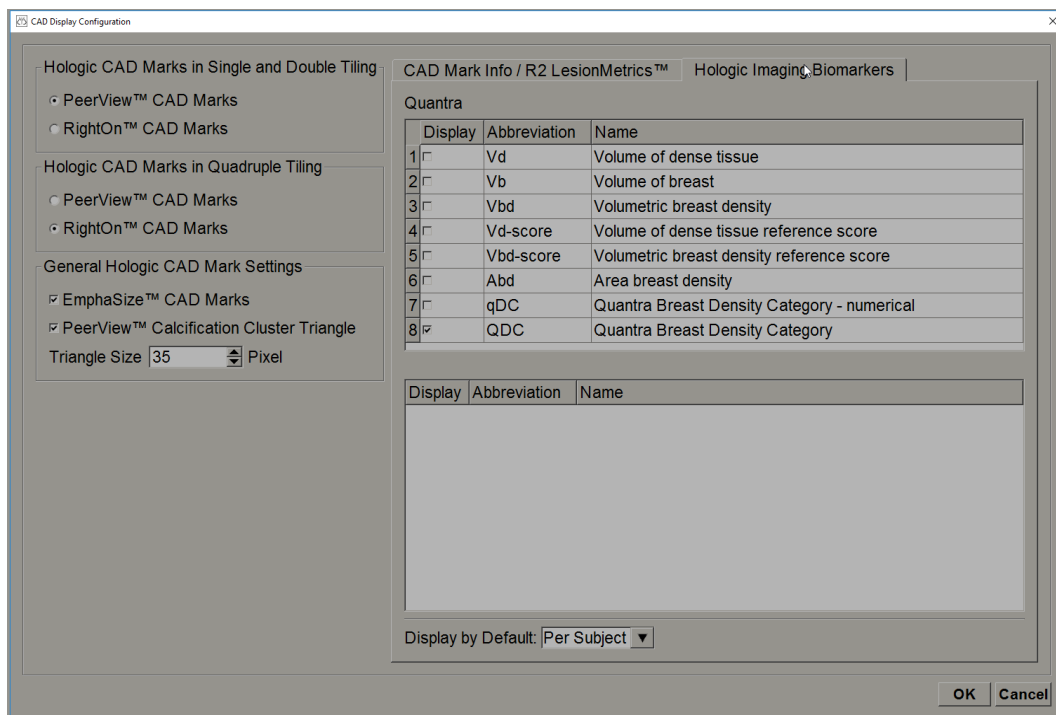 CAD Display Configuration
Hologic CAD Marks in Single and Double Tiling
PeerView™ CAD Marks
RightOn™ CAD Marks
Hologic CAD Marks in Quadruple Tiling
PeerView™ CAD Marks
RightOn™ CAD Marks
General Hologic CAD Mark Settings
EmphaSize™ CAD Marks
PeerView™ Calcification Cluster Triangle
Triangle Size 35 Pixel
CAD Mark Info / R2 LesionMetrics™ Hologic Imaging Biomarkers
Quantra
Display Abbreviation Name
1 Vd Volume of dense tissue
2 Vb Volume of breast
3 Vbd Volumetric breast density
4 Vd-score Volume of dense tissue reference score
5 Vbd-score Volumetric breast density reference score
6 Abd Area breast density
7 qDC Quantra Breast Density Category - numerical
8 QDC Quantra Breast Density Category
Display Abbreviation Name
Display by Default: Per Subject
OK Cancel